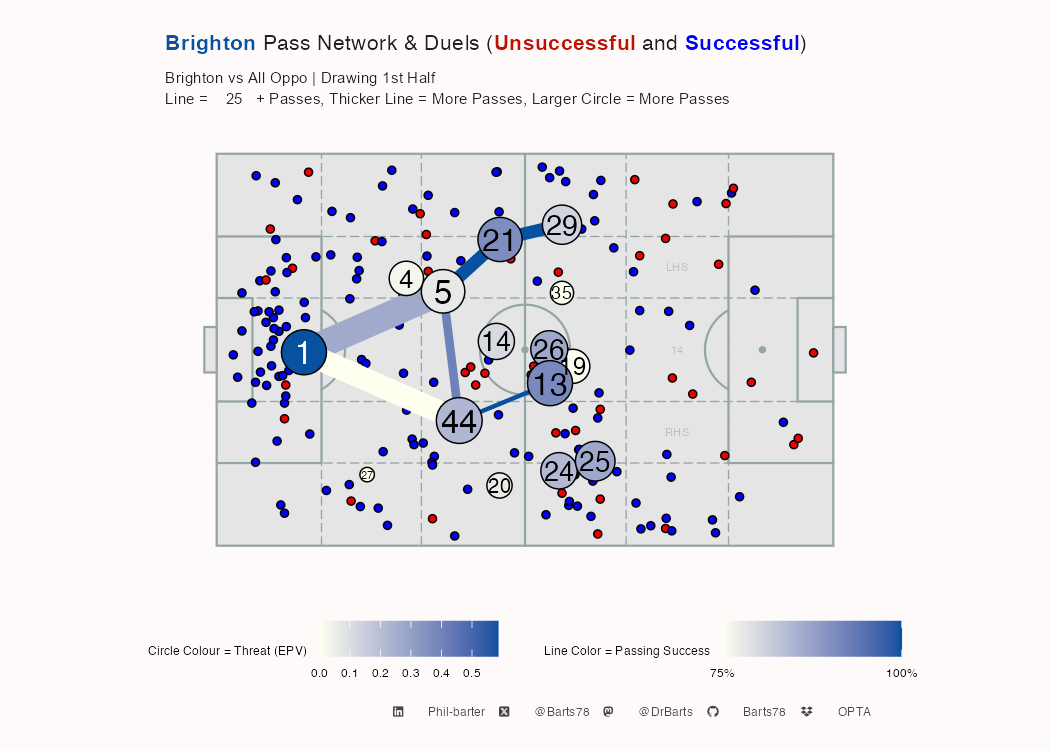 Brighton Pass Network & Duels (Unsuccessful and Successful)
Brighton vs All Oppo | Drawing 1st Half
Line = 25 + Passes, Thicker Line = More Passes, Larger Circle = More Passes
29
21
LHS
4
5
35
14
26
14
1
19
13
44
RHS
25
24
27
20
Circle Colour = Threat (EPV)
0.0 0.1 0.2 0.3 0.4 0.5
Line Color = Passing Success
75% 100%
Phil-barter @Barts78 @DrBarts Barts78 OPTA